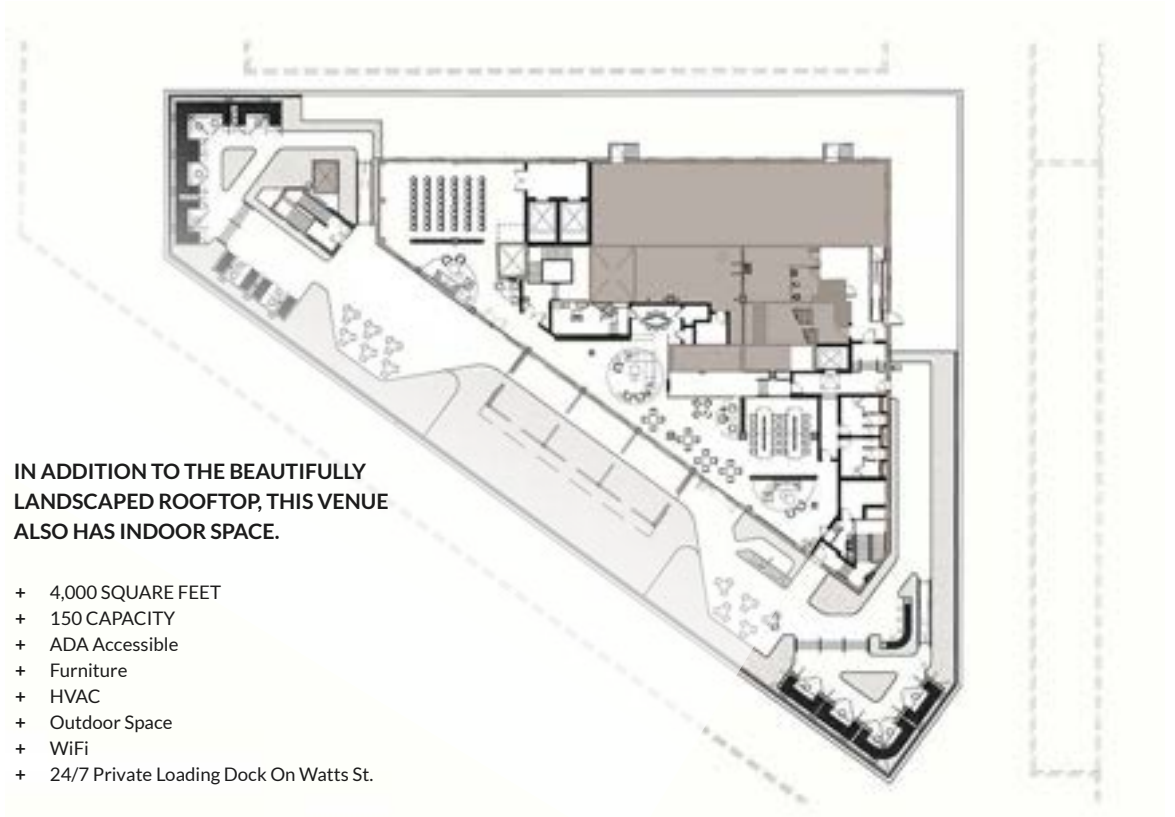 IN ADDITION TO THE BEAUTIFULLY
LANDSCAPED ROOFTOP, THIS VENUE
ALSO HAS INDOOR SPACE.
+ 4,000 SQUARE FEET
+ 150 CAPACITY
+ ADA Accessible
+ Furniture
+ HVAC
+ Outdoor Space
+ WiFi
+ 24/7 Private Loading Dock On Watts St.